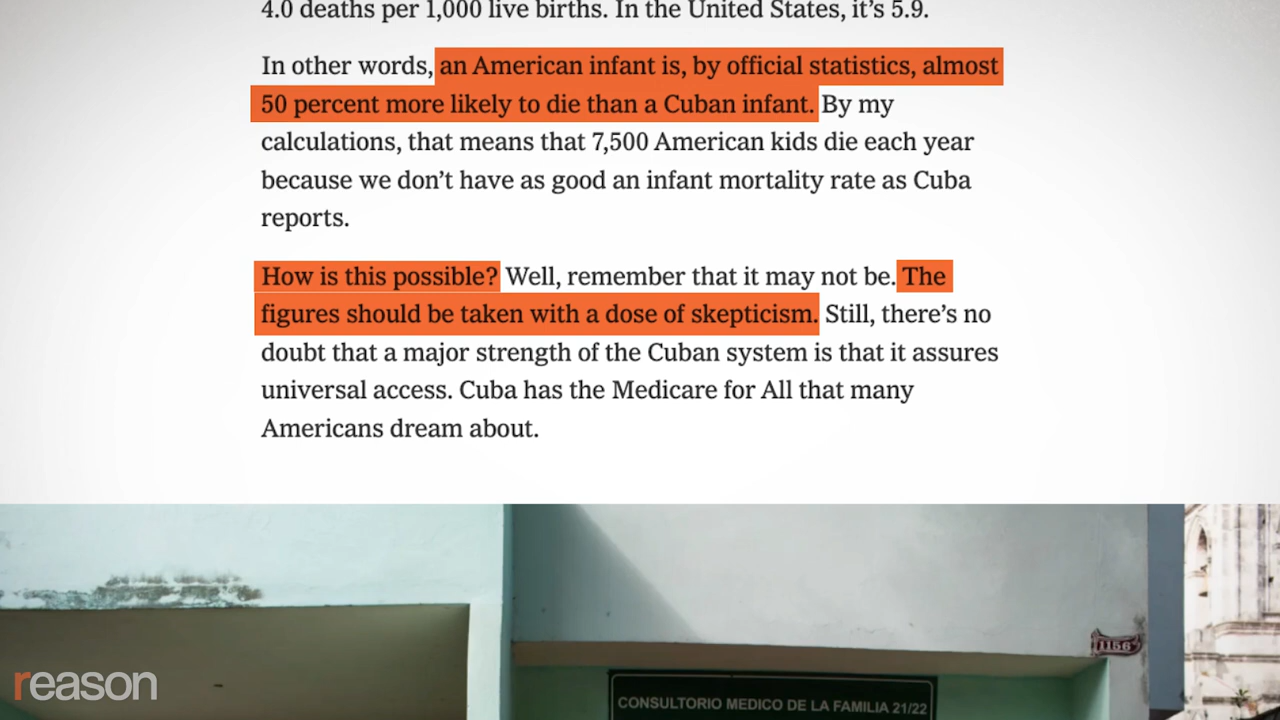 4.0 deaths per 1,000 live births. In the United States, it’s 5.9.
In other words, an American infant is, by official statistics, almost
50 percent more likely to die than a Cuban infant. By my
calculations, that means that 7,500 American kids die each year
because we don’t have as good an infant mortality rate as Cuba
reports.
How is this possible? Well, remember that it may not be. The
figures should be taken with a dose of skepticism. Still, there’s no
doubt that a major strength of the Cuban system is that it assures
universal access. Cuba has the Medicare for All that many
Americans dream about.
1156
reason
CONSULTORIO MEDICO DE LA FAMILIA 21/22